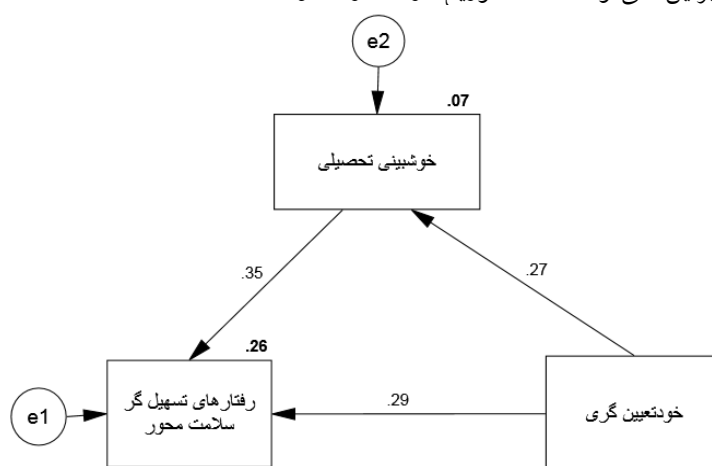 e2
.07
خوشبینی تحصیلی
.35
.27
.26
رفتارهای تسهیل گر
سلامت محور
e1
.29
خودتعیین گری